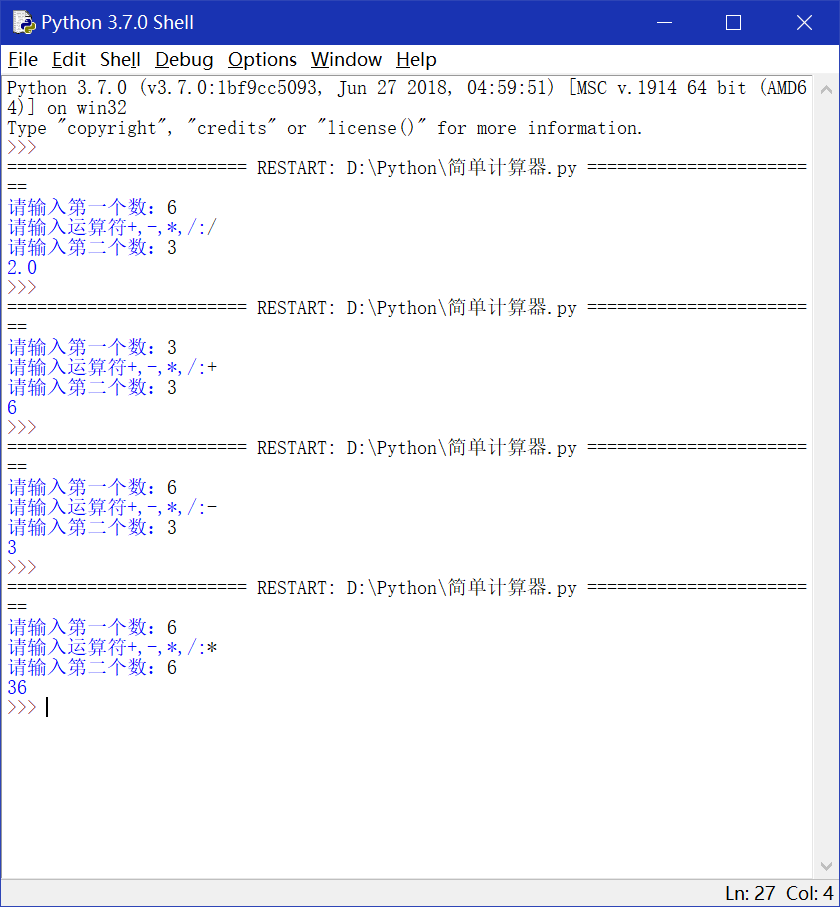 Python 3.7.0 Shell
File Edit Shell Debug Options Window Help
Python 3.7.0 (v3.7.0:1bf9cc5093, Jun 27 2018, 04:59:51) [MSC v.1914 64 bit (AMD6
4)] on win32
Type "copyright", "credits" or "license()" for more information.
>>>
======================== RESTART: D:\Python\简单计算器.py ======================
==
请输入第一个数：6
请输入运算符+,-,*,/:/
请输入第二个数：3
2.0
>>>
======================== RESTART: D:\Python\简单计算器.py ======================
==
请输入第一个数：3
请输入运算符+,-,*,/:+
请输入第二个数：3
6
>>>
======================== RESTART: D:\Python\简单计算器.py ======================
==
请输入第一个数：6
请输入运算符+,-,*,/:-
请输入第二个数：3
3
>>>
======================== RESTART: D:\Python\简单计算器.py ======================
==
请输入第一个数：6
请输入运算符+,-,*,/:*
请输入第二个数：6
36
>>>
Ln: 27 Col: 4